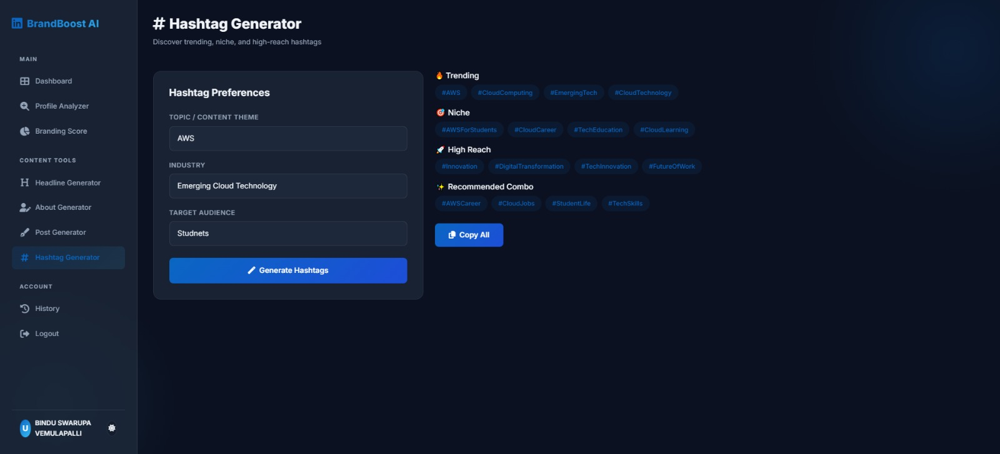 in BrandBoost AI
MAIN
Dashboard
Profile Analyzer
Branding Score
CONTENT TOOLS
H Headline Generator
About Generator
Post Generator
# Hashtag Generator
ACCOUNT
History
Logout
U BINDU SWARUPA
VEMULAPALLI
# Hashtag Generator
Discover trending, niche, and high-reach hashtags
Hashtag Preferences
TOPIC / CONTENT THEME
AWS
INDUSTRY
Emerging Cloud Technology
TARGET AUDIENCE
Studnets
Generate Hashtags
🔥 Trending
#AWS #CloudComputing #EmergingTech #CloudTechnology
🎯 Niche
#AWSForStudents #CloudCareer #TechEducation #CloudLearning
🚀 High Reach
#Innovation #DigitalTransformation #TechInnovation #FutureOfWork
✨ Recommended Combo
#AWSCareer #CloudJobs #StudentLife #TechSkills
Copy All